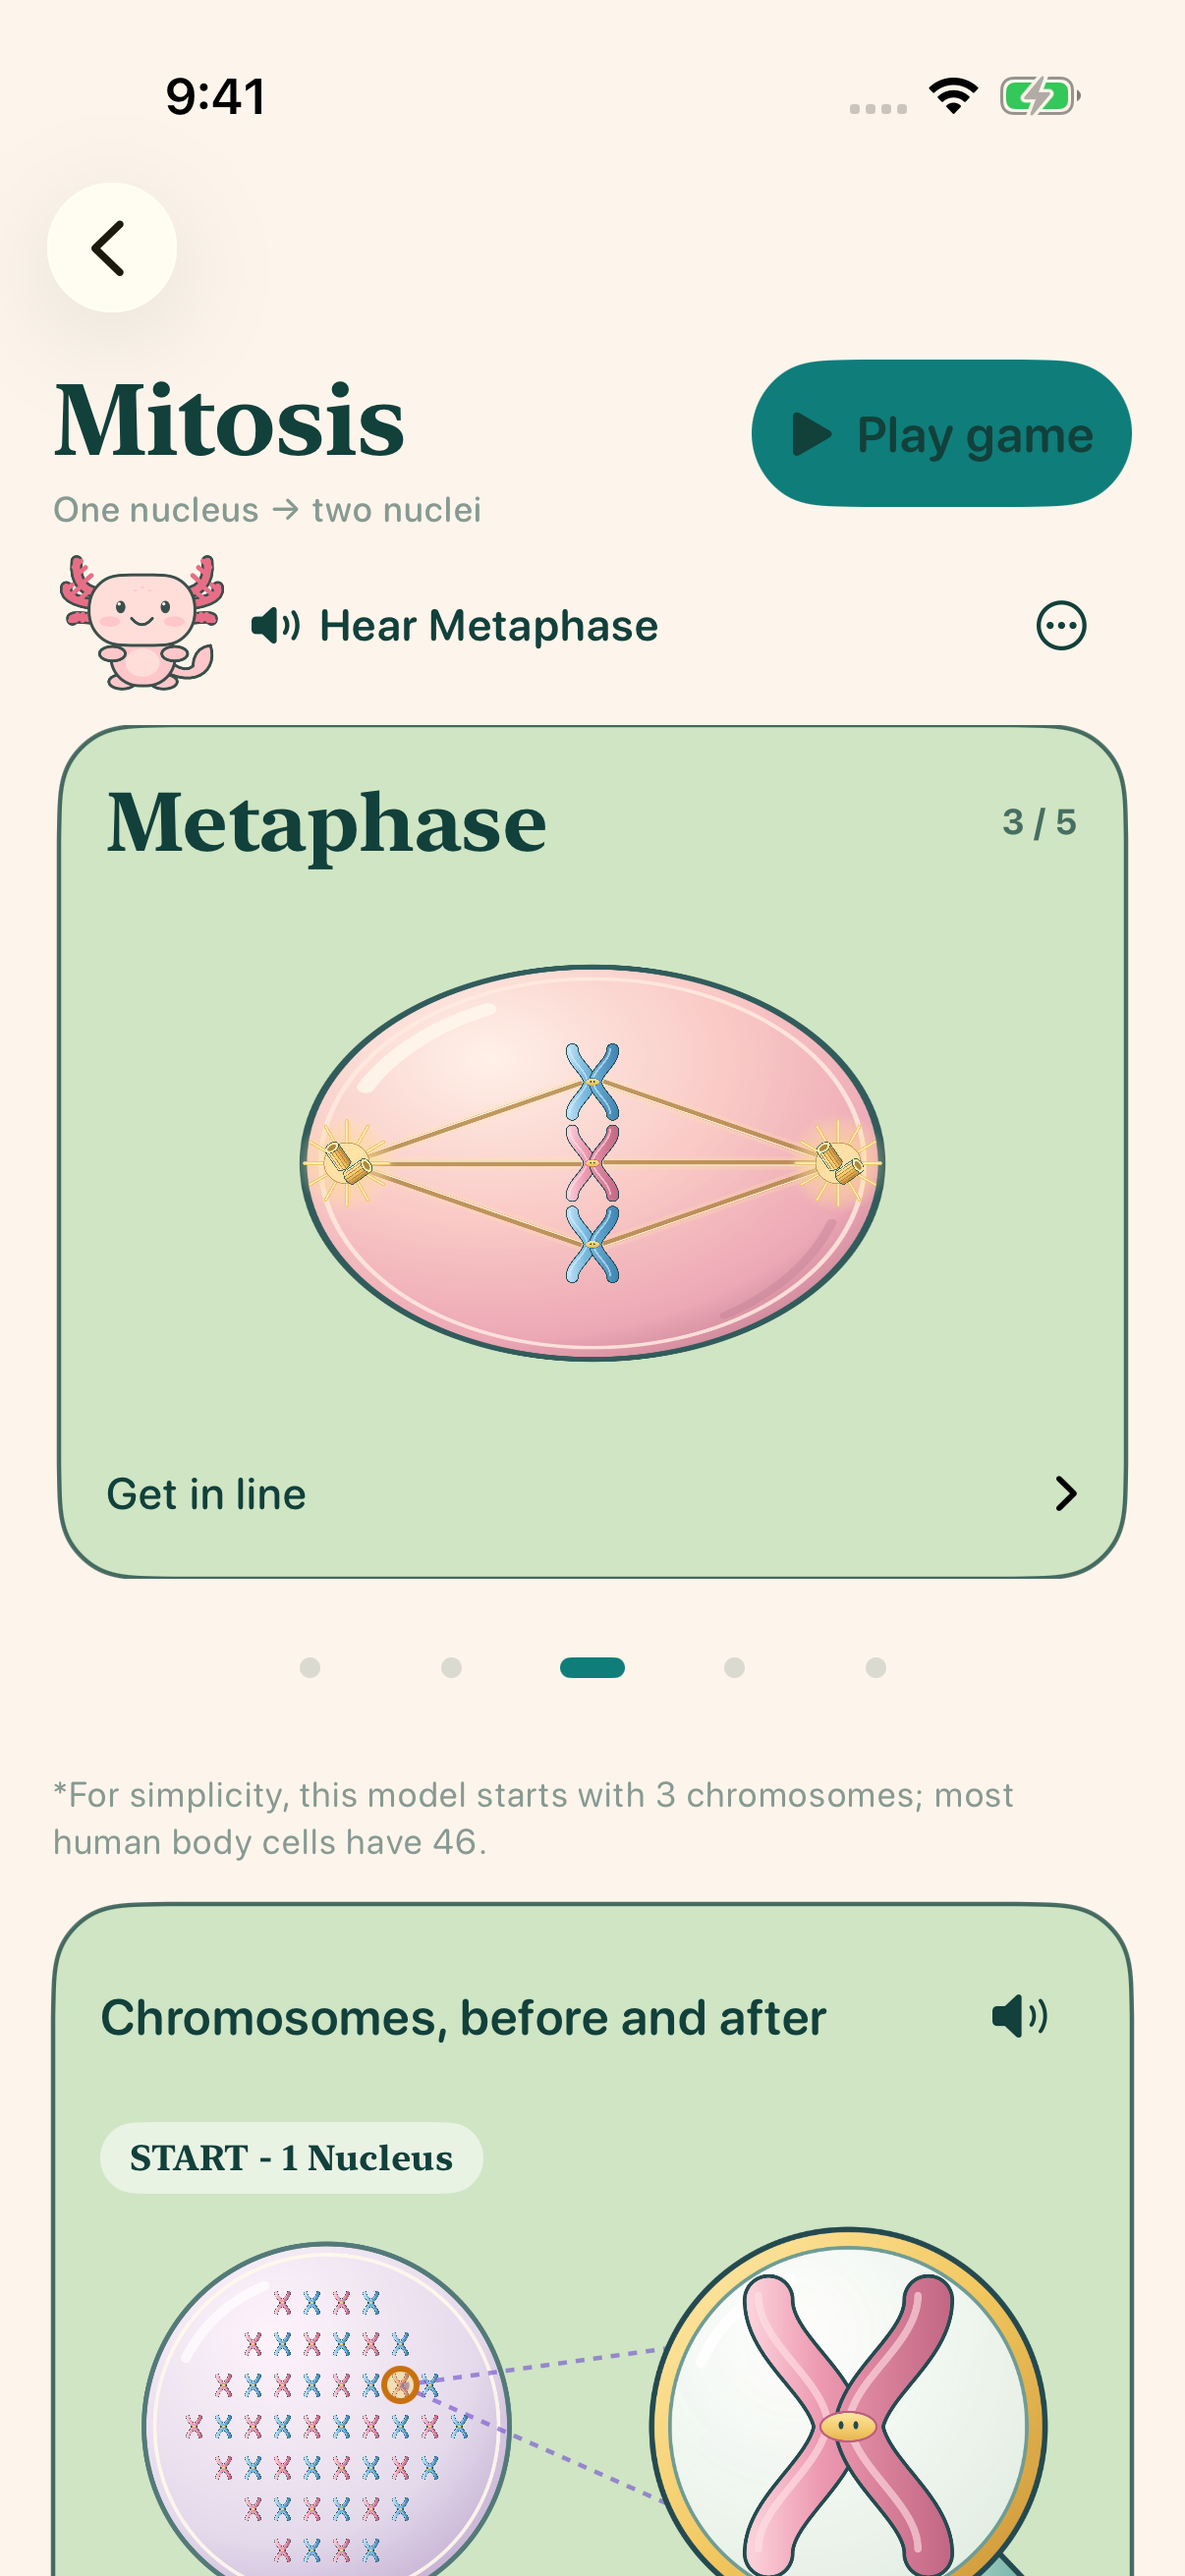 9:41
Mitosis
Play game
One nucleus → two nuclei
Hear Metaphase
Metaphase
3 / 5
Get in line
*For simplicity, this model starts with 3 chromosomes; most
human body cells have 46.
Chromosomes, before and after
START - 1 Nucleus